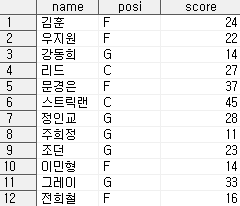 name posi score
1 김훈 F 24
2 우지원 F 22
3 강동희 G 14
4 리드 C 27
5 문경은 F 37
6 스트릭랜 C 45
7 정인교 G 28
8 주희정 G 11
9 조던 G 23
10 이민형 F 14
11 그레이 G 33
12 전희철 F 16